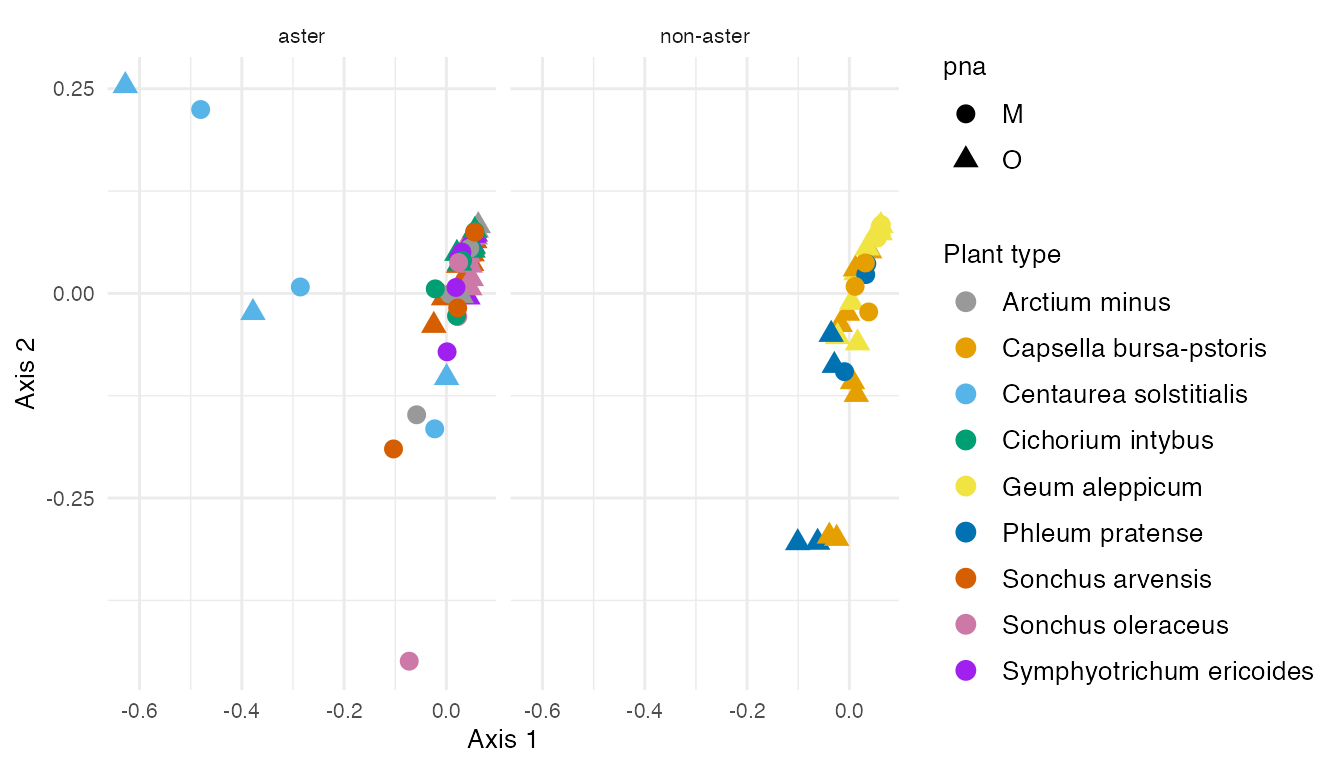 aster
non-aster
0.25
0.00
-0.25
Axis 2
-0.6
-0.4
-0.2
0.0
-0.6
-0.4
-0.2
0.0
Axis 1
pna
M
O
Plant type
Arctium minus
Capsella bursa-pstoris
Centaurea solstitialis
Cichorium intybus
Geum aleppicum
Phleum pratense
Sonchus arvensis
Sonchus oleraceus
Symphyotrichum ericoides